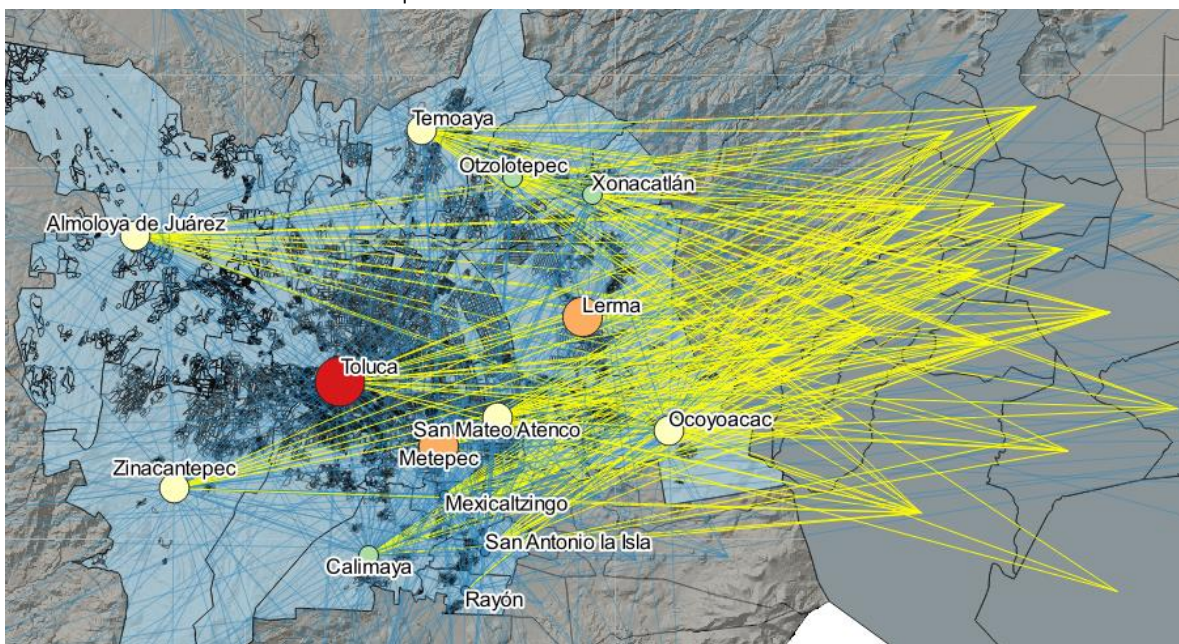 Temoaya
Otzolotepec
Xonacatlán
Almoloya de Juárez
Lerma
Toluca
San Mateo Atenco
Ocoyoacac
Metepec
Zinacantepec
Mexicaltzingo
San Antonio la Isla
Calimaya
Rayón